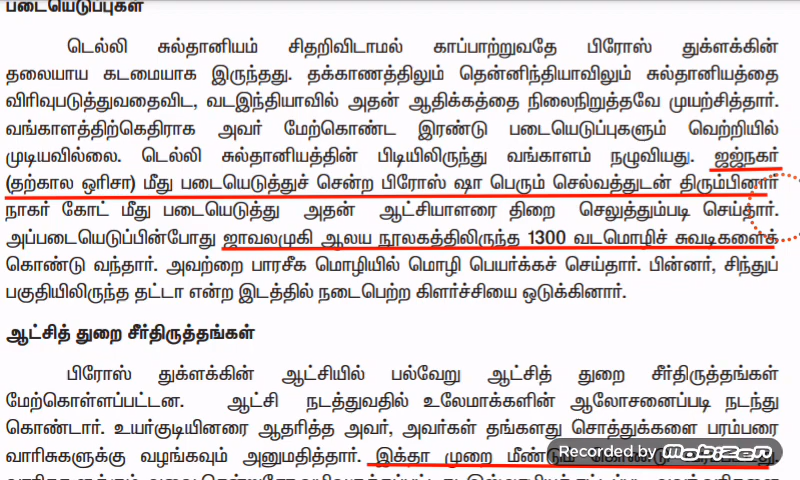 படையெடுப்புகள்
டெல்லி சுல்தானியம் சிதறிவிடாமல் காப்பாற்றுவதே பிரோஸ் துக்ளக்கின்
தலையாய கடமையாக இருந்தது. தக்காணத்திலும் தென்னிந்தியாவிலும் சுல்தானியத்தை
விரிவுபடுத்துவதைவிட, வடஇந்தியாவில் அதன் ஆதிக்கத்தை நிலைநிறுத்தவே முயற்சித்தார்.
வங்காளத்திற்கெதிராக அவர் மேற்கொண்ட இரண்டு படையெடுப்புகளும் வெற்றியில்
முடியவில்லை. டெல்லி சுல்தானியத்தின் பிடியிலிருந்து வங்காளம் நழுவியது. ஜஜ்நகர்
(தற்கால ஒரிசா) மீது படையெடுத்துச் சென்ற பிரோஸ் ஷா பெரும் செல்வத்துடன் திரும்பினார்
நாகர் கோட் மீது படையெடுத்து அதன் ஆட்சியாளரை திறை செலுத்தும்படி செய்தார்.
அப்படையெடுப்பின்போது ஜாவலமுகி ஆலய நூலகத்திலிருந்த 1300 வடமொழிச் சுவடிகளைக்
கொண்டு வந்தார். அவற்றை பாரசீக மொழியில் மொழி பெயர்க்கச் செய்தார். பின்னர், சிந்துப்
பகுதியிலிருந்த தட்டா என்ற இடத்தில் நடைபெற்ற கிளர்ச்சியை ஒடுக்கினார்.
ஆட்சித் துறை சீர்திருத்தங்கள்
பிரோஸ் துக்ளக்கின் ஆட்சியில் பல்வேறு ஆட்சித் துறை சீர்திருத்தங்கள்
மேற்கொள்ளப்பட்டன. ஆட்சி நடத்துவதில் உலேமாக்களின் ஆலோசனைப்படி நடந்து
கொண்டார். உயர்குடியினரை ஆதரித்த அவர், அவர்கள் தங்களது சொத்துக்களை பரம்பரை
வாரிசுகளுக்கு வழங்கவும் அனுமதித்தார். இக்தா முறை மீண்டும்
Recorded by Mobizen